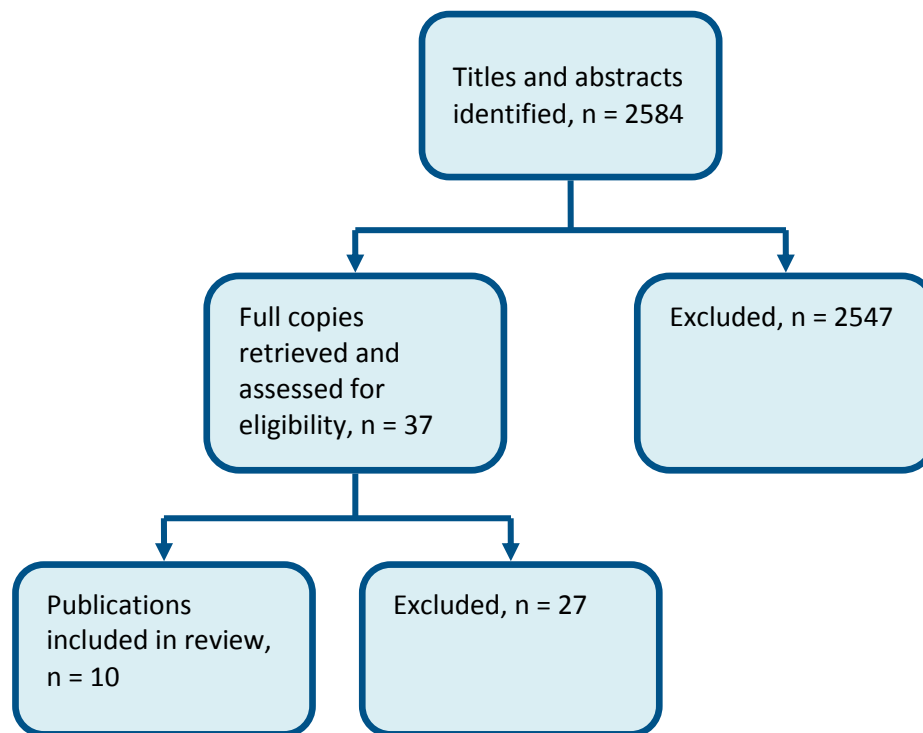 Titles and abstracts
identified, n = 2584
Full copies
retrieved and
assessed for
eligibility, n = 37
Excluded, n = 2547
Publications
included in review,
n = 10
Excluded, n = 27